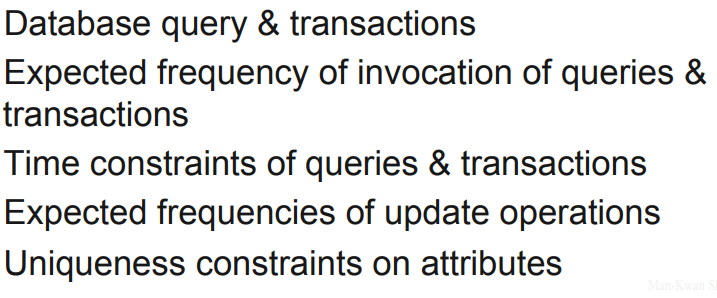 Database query & transactions
Expected frequency of invocation of queries &
transactions
Time constraints of queries & transactions
Expected frequencies of update operations
Uniqueness constraints on attributes
Man-Kwan